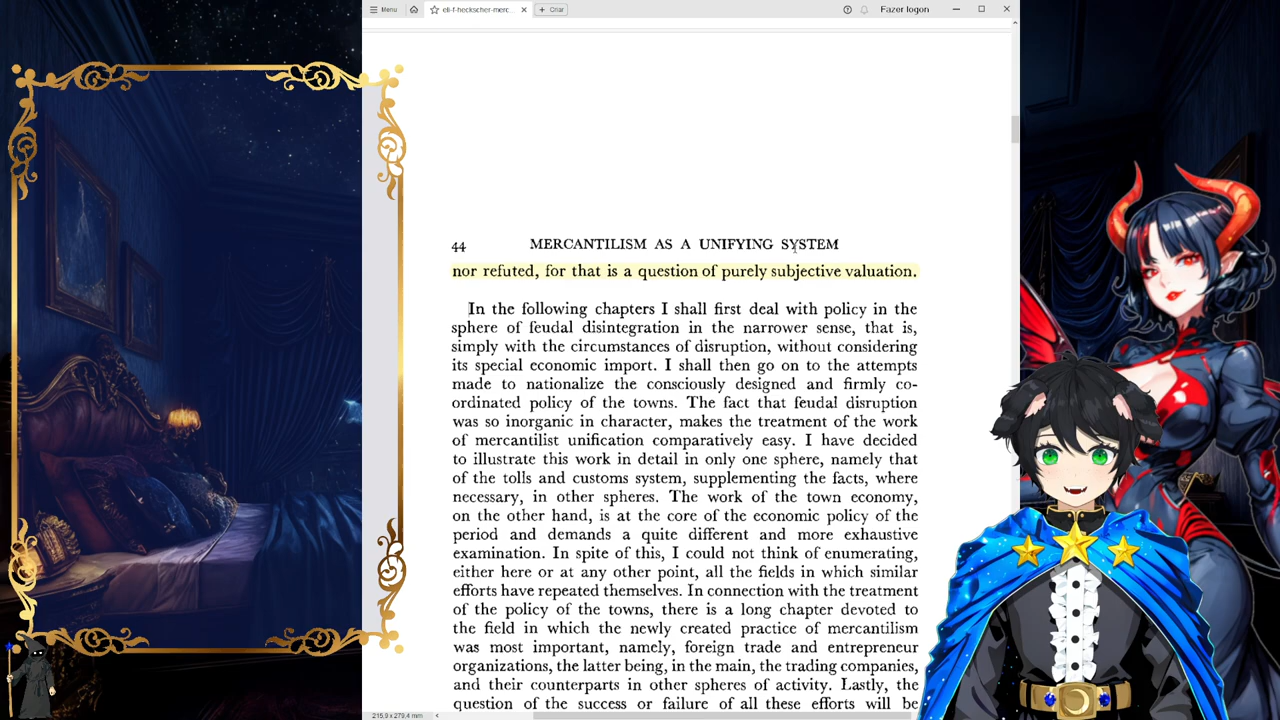 Menu
eli-f-heckscher-merc...
Criar
Fazer logon
44 MERCANTILISM AS A UNIFYING SYSTEM
nor refuted, for that is a question of purely subjective valuation.
In the following chapters I shall first deal with policy in the
sphere of feudal disintegration in the narrower sense, that is,
simply with the circumstances of disruption, without considering
its special economic import. I shall then go on to the attempts
made to nationalize the consciously designed and firmly co-
ordinated policy of the towns. The fact that feudal disruption
was so inorganic in character, makes the treatment of the work
of mercantilist unification comparatively easy. I have decided
to illustrate this work in detail in only one sphere, namely that
of the tolls and customs system, supplementing the facts, where
necessary, in other spheres. The work of the town economy,
on the other hand, is at the core of the economic policy of the
period and demands a quite different and more exhaustive
examination. In spite of this, I could not think of enumerating,
either here or at any other point, all the fields in which similar
efforts have repeated themselves. In connection with the treatment
of the policy of the towns, there is a long chapter devoted to
the field in which the newly created practice of mercantilism
was most important, namely, foreign trade and entrepreneur
organizations, the latter being, in the main, the trading companies,
and their counterparts in other spheres of activity. Lastly, the
question of the success or failure of all these efforts will be
215,9 x 279,4 mm